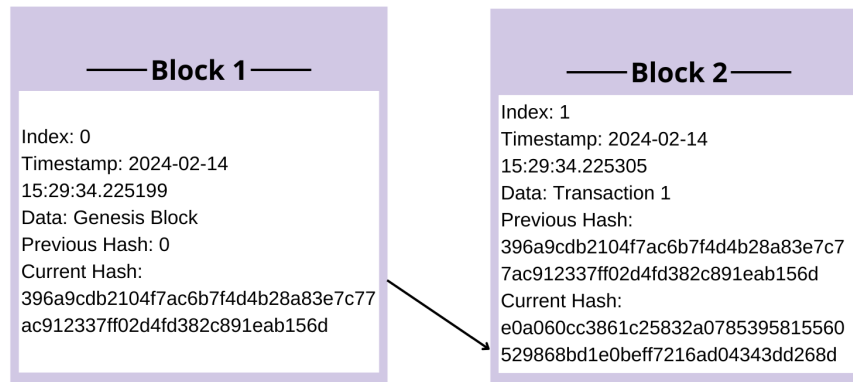 Block 1
Index: 0
Timestamp: 2024-02-14
15:29:34.225199
Data: Genesis Block
Previous Hash: 0
Current Hash:
396a9cdb2104f7ac6b7f4d4b28a83e7c77
ac912337ff02d4fd382c891eab156d
Block 2
Index: 1
Timestamp: 2024-02-14
15:29:34.225305
Data: Transaction 1
Previous Hash:
396a9cdb2104f7ac6b7f4d4b28a83e7c7
7ac912337ff02d4fd382c891eab156d
Current Hash:
e0a060cc3861c25832a0785395815560
529868bd1e0beff7216ad04343dd268d